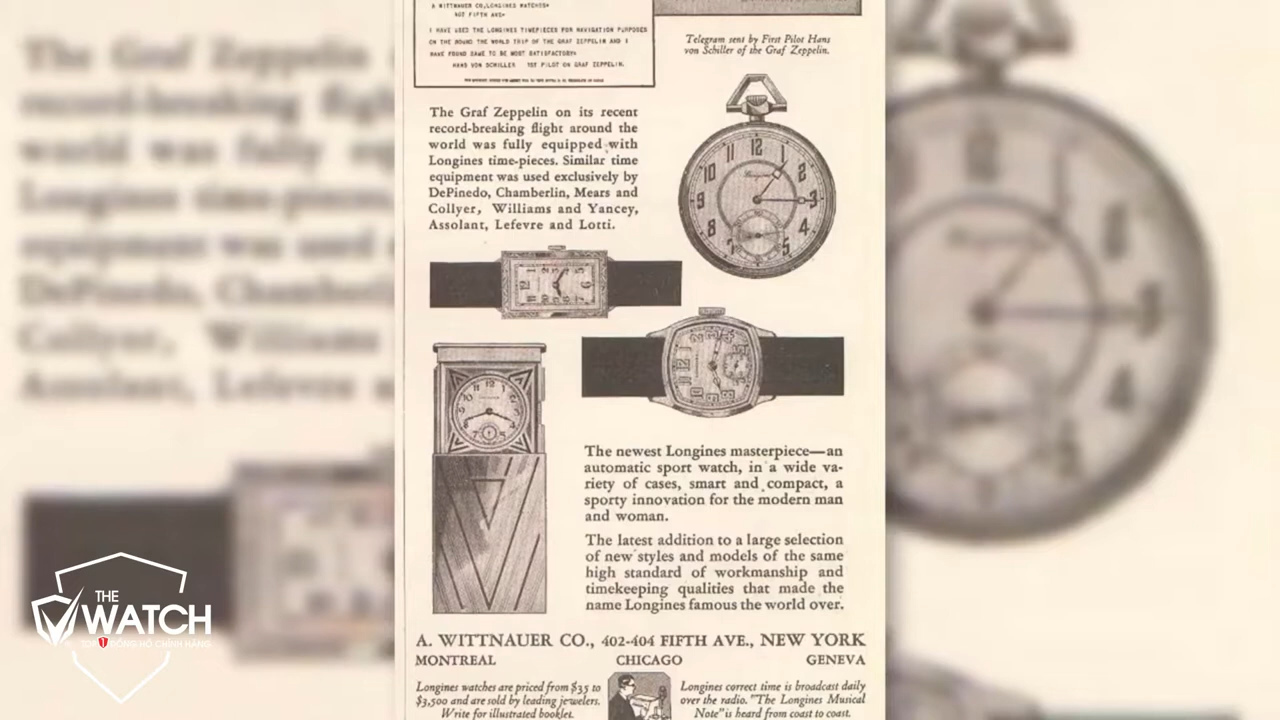 A WITTNAUER CO,LONGINES WATCHES=
402 FIFTH AVE=
I HAVE USED THE LONGINES TIMEPIECES FOR NAVIGATION PURPOSES
ON THE ROUND THE WORLD TRIP OF THE GRAF ZEPPELIN AND I
HAVE FOUND SAME TO BE MOST SATISFACTORY=
HANS VON SCHILLER 1ST PILOT ON GRAF ZEPPELIN.
Telegram sent by First Pilot Hans
von Schiller of the Graf Zeppelin.
The Graf Zeppelin on its recent
record-breaking flight around the
world was fully equipped with
Longines time-pieces. Similar time
equipment was used exclusively by
DePinedo, Chamberlin, Mears and
Collyer, Williams and Yancey,
Assolant, Lefevre and Lotti.
The newest Longines masterpiece—an
automatic sport watch, in a wide va-
riety of cases, smart and compact, a
sporty innovation for the modern man
and woman.
The latest addition to a large selection
of new styles and models of the same
high standard of workmanship and
timekeeping qualities that made the
name Longines famous the world over.
A. WITTNAUER CO., 402-404 FIFTH AVE., NEW YORK
MONTREAL CHICAGO GENEVA
Longines watches are priced from $35 to
$3,500 and are sold by leading jewelers.
Write for illustrated booklet.
Longines correct time is broadcast daily
over the radio. "The Longines Musical
Note" is heard from coast to coast.
THE
WATCH
TOP 1 ĐỒNG HỒ CHÍNH HÃNG